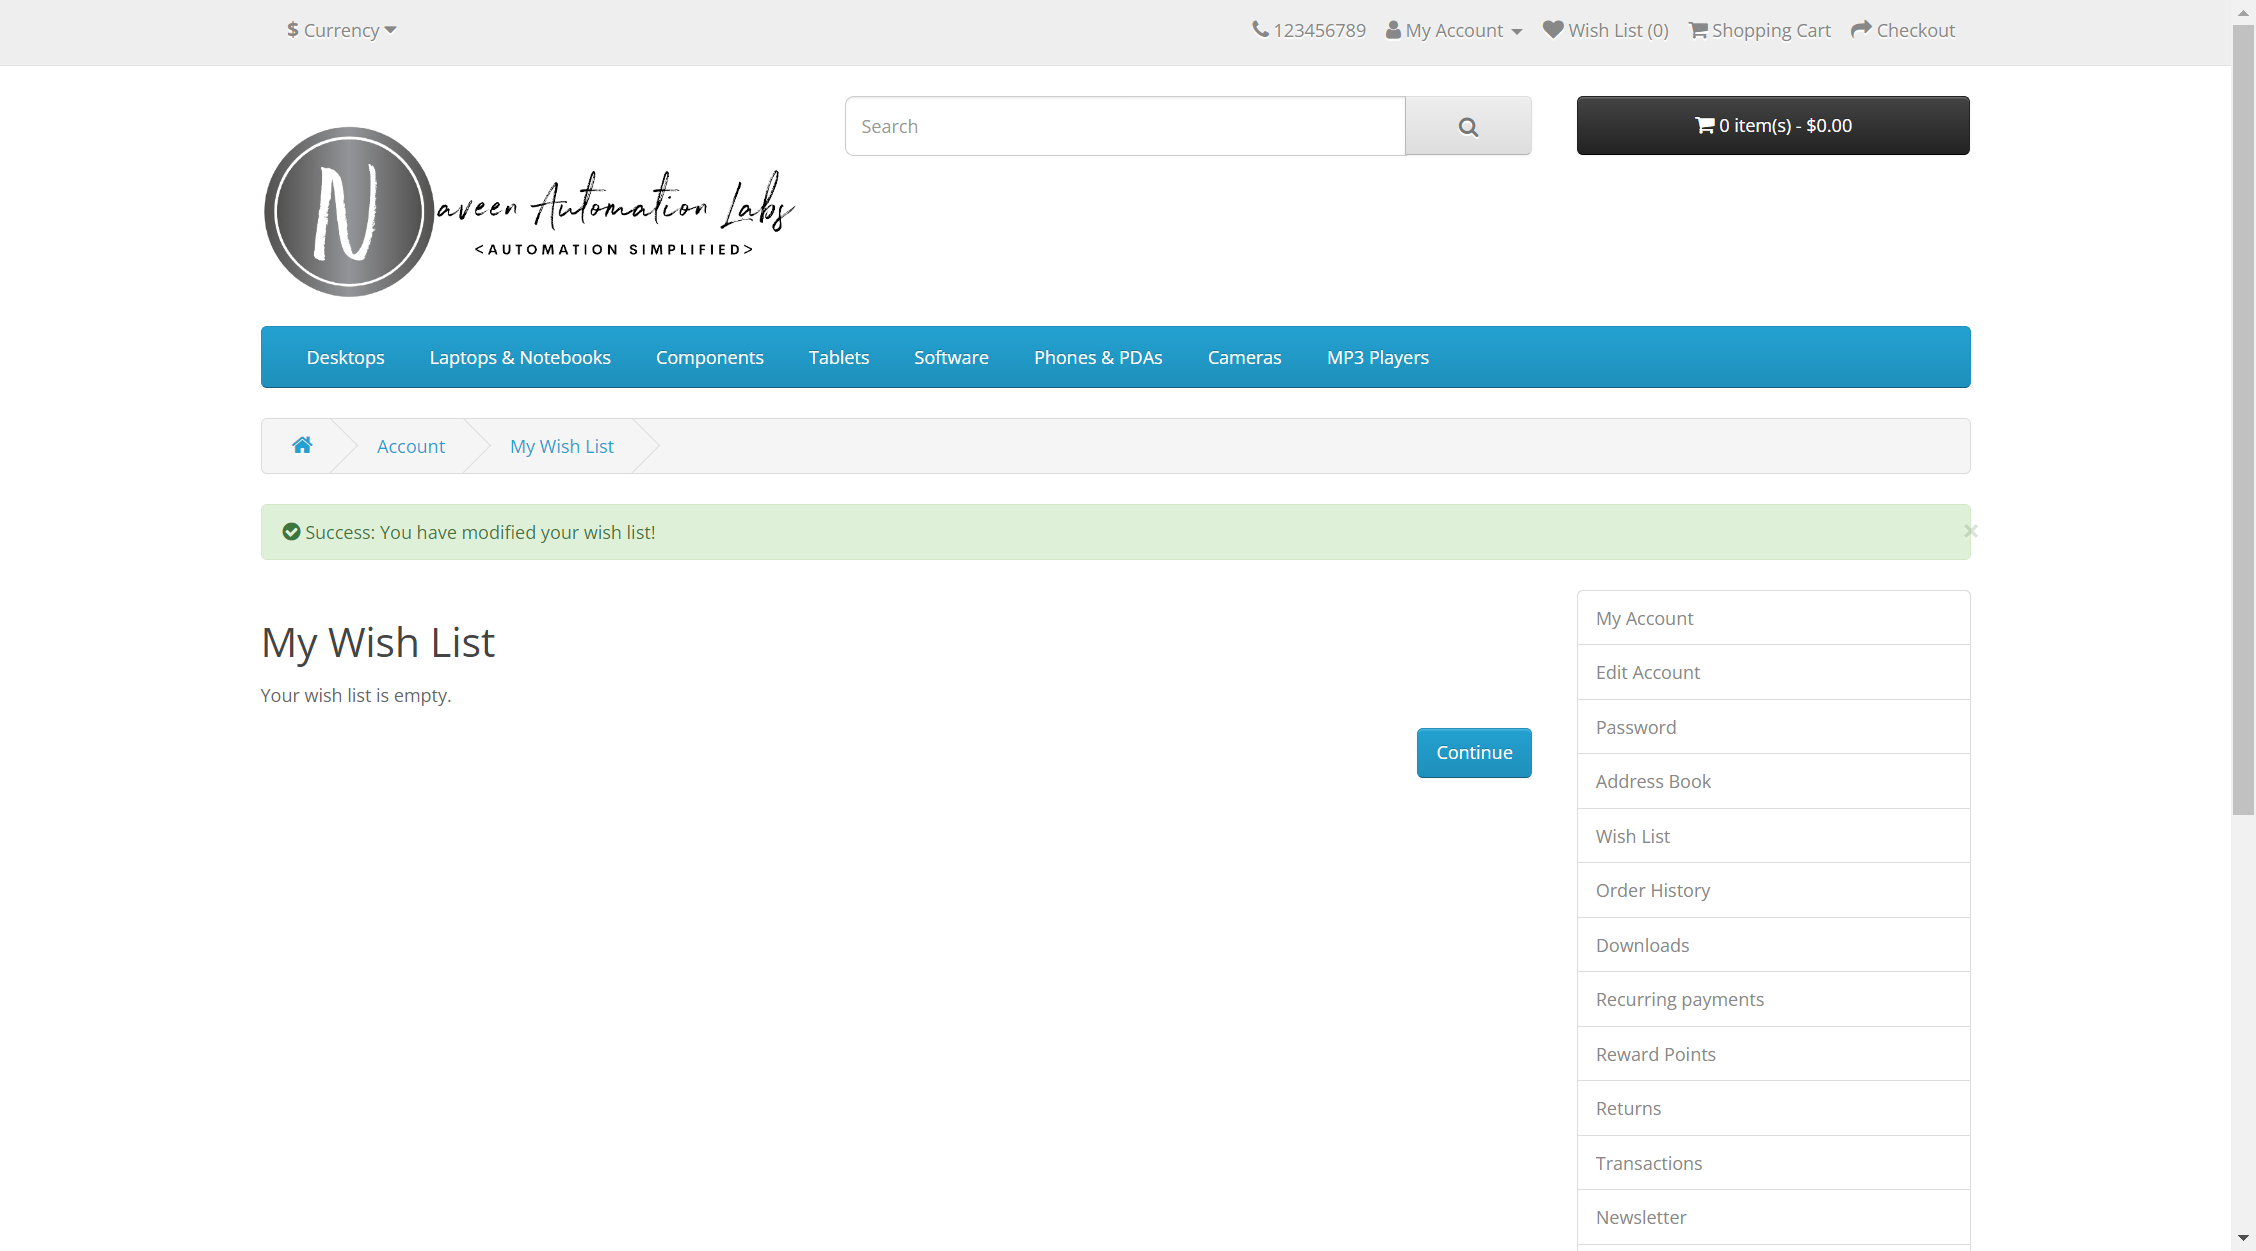 $ Currency
123456789 My Account Wish List (0) Shopping Cart Checkout
Search
0 item(s) - $0.00
Naveen Automation Labs
<AUTOMATION SIMPLIFIED>
Desktops Laptops & Notebooks Components Tablets Software Phones & PDAs Cameras MP3 Players
Account My Wish List
Success: You have modified your wish list!
×
My Wish List
Your wish list is empty.
Continue
My Account
Edit Account
Password
Address Book
Wish List
Order History
Downloads
Recurring payments
Reward Points
Returns
Transactions
Newsletter